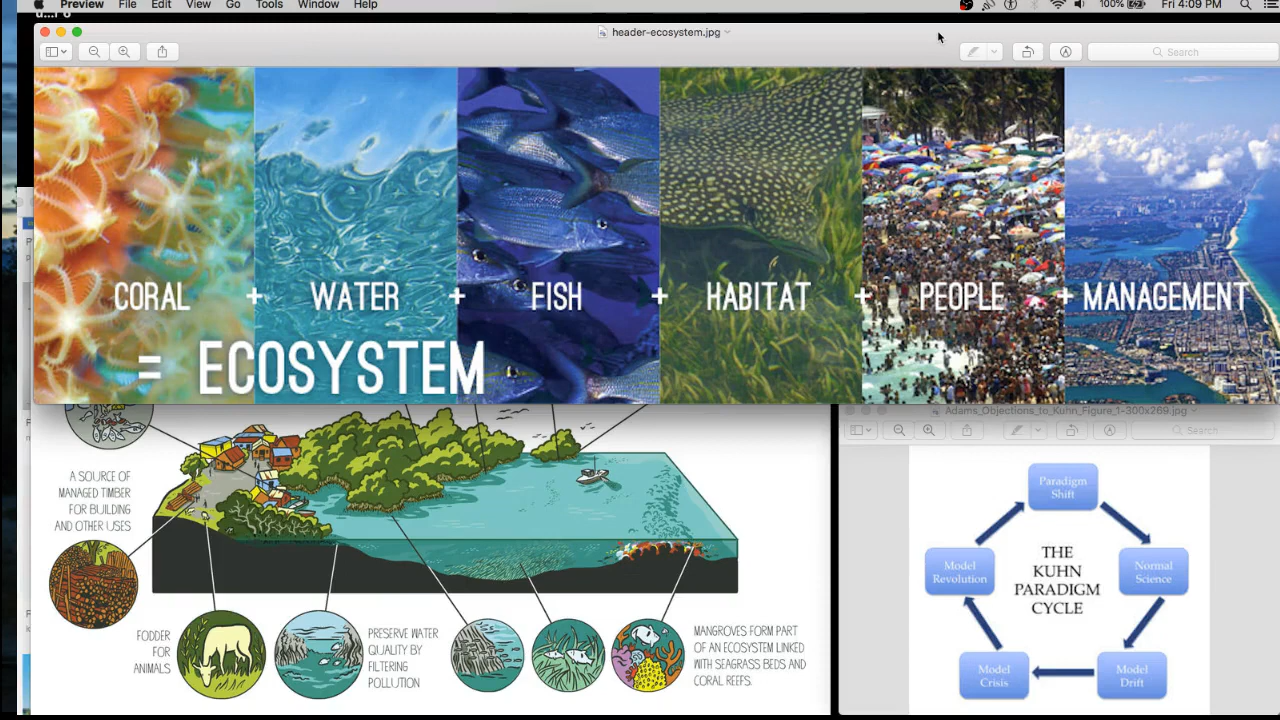 Preview File Edit View Go Tools Window Help
100% Fri 4:09 PM
header-ecosystem.jpg
Search
CORAL + WATER + FISH + HABITAT + PEOPLE + MANAGEMENT
= ECOSYSTEM
A SOURCE OF
MANAGED TIMBER
FOR BUILDING
AND OTHER USES
FODDER
FOR
ANIMALS
PRESERVE WATER
QUALITY BY
FILTERING
POLLUTION
MANGROVES FORM PART
OF AN ECOSYSTEM LINKED
WITH SEAGRASS BEDS AND
CORAL REEFS.
Adams_Objections_to_Kuhn_Figure_1-300x269.jpg
Search
Paradigm
Shift
Normal
Science
Model
Drift
Model
Crisis
Model
Revolution
THE
KUHN
PARADIGM
CYCLE